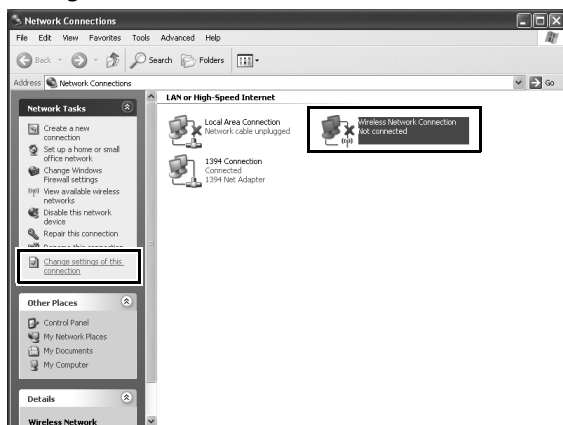 Network Connections
File Edit View Favorites Tools Advanced Help
Back Search Folders
Address Network Connections Go
Network Tasks
Create a new
connection
Set up a home or small
office network
Change Windows
Firewall settings
View available wireless
networks
Disable this network
device
Repair this connection
Rename this connection
Change settings of this
connection
Other Places
Control Panel
My Network Places
My Documents
My Computer
Details
Wireless Network
LAN or High-Speed Internet
Local Area Connection
Network cable unplugged
Wireless Network Connection
Not connected
1394 Connection
Connected
1394 Net Adapter